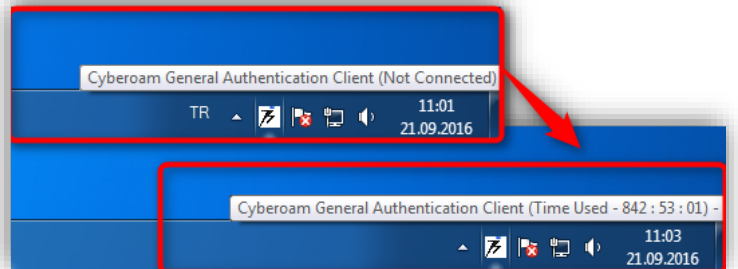 Cyberoam General Authentication Client (Not Connected)
TR
11:01
21.09.2016
Cyberoam General Authentication Client (Time Used - 842 : 53 : 01) -
11:03
21.09.2016